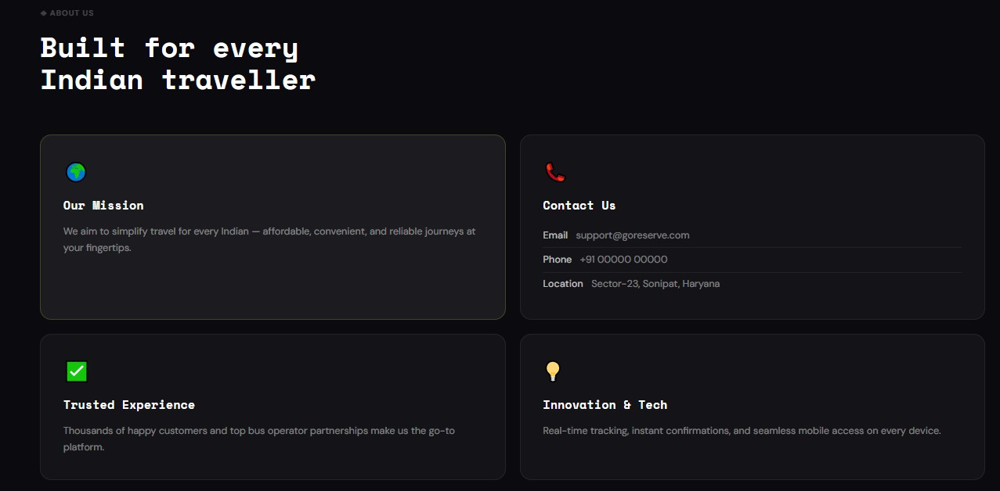 ◆ ABOUT US
Built for every
Indian traveller
Our Mission
We aim to simplify travel for every Indian — affordable, convenient, and reliable journeys at
your fingertips.
Contact Us
Email support@goreserve.com
Phone +91 00000 00000
Location Sector-23, Sonipat, Haryana
Trusted Experience
Thousands of happy customers and top bus operator partnerships make us the go-to
platform.
Innovation & Tech
Real-time tracking, instant confirmations, and seamless mobile access on every device.